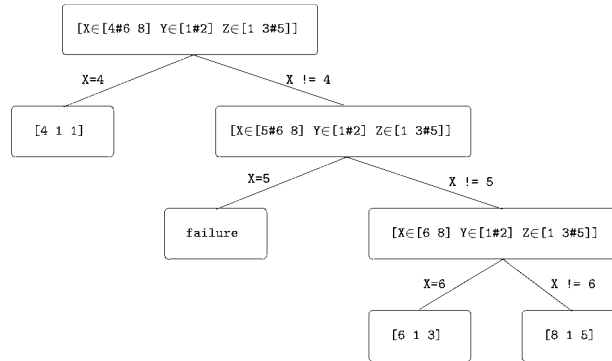 [X∈[4#6 8] Y∈[1#2] Z∈[1 3#5]]
X=4
X != 4
[4 1 1]
[X∈[5#6 8] Y∈[1#2] Z∈[1 3#5]]
X=5
X != 5
failure
[X∈[6 8] Y∈[1#2] Z∈[1 3#5]]
X=6
X != 6
[6 1 3]
[8 1 5]